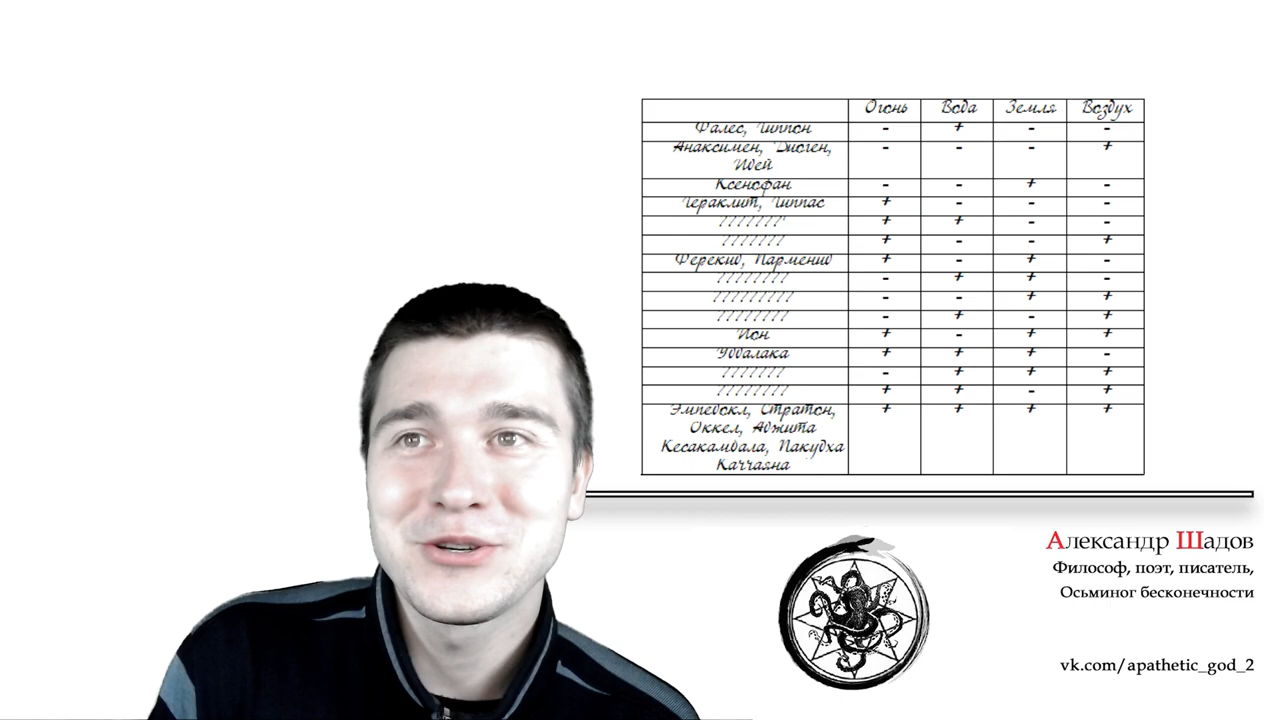 Огонь Вода Земля Воздух
Фалес, Гиппон - + - -
Анаксимен, Диоген, - - - +
Идей
Ксенофан - - + -
Гераклит, Гиппас + - - -
??????? + + - -
??????? + - - +
Ферекид, Парменид + - + -
???????? - + + -
????????? - - + +
???????? - + - +
Ион + - + +
Уддалака + + + -
??????? - + + +
???????? + + - +
Эмпедокл, Стратон, + + + +
Оккел, Аджита
Кесакамбала, Пакудха
Каччаяна
Александр Шадов
Философ, поэт, писатель,
Осьминог бесконечности
vk.com/apathetic_god_2